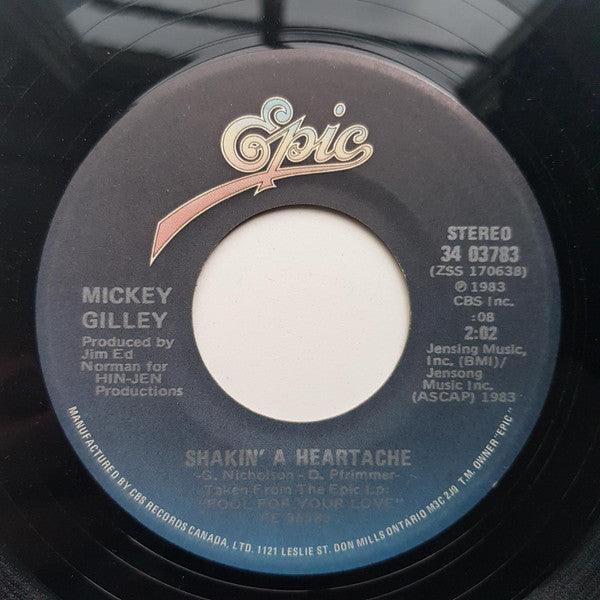 Epic
STEREO
34 03783
(ZSS 170638)
℗ 1983
CBS Inc.
:08
2:02
Jensing Music,
Inc. (BMI)/
Jensong
Music Inc.
(ASCAP) 1983
MICKEY
GILLEY
Produced by
Jim Ed
Norman for
HIN-JEN
Productions
SHAKIN' A HEARTACHE
-G. Nicholson - D. Pfrimmer-
Taken From The Epic Lp:
"FOOL FOR YOUR LOVE"
FE
MANUFACTURED BY CBS RECORDS CANADA, LTD. 1121 LESLIE ST. DON MILLS ONTARIO M3C 2J9 T.M. OWNER "EPIC"